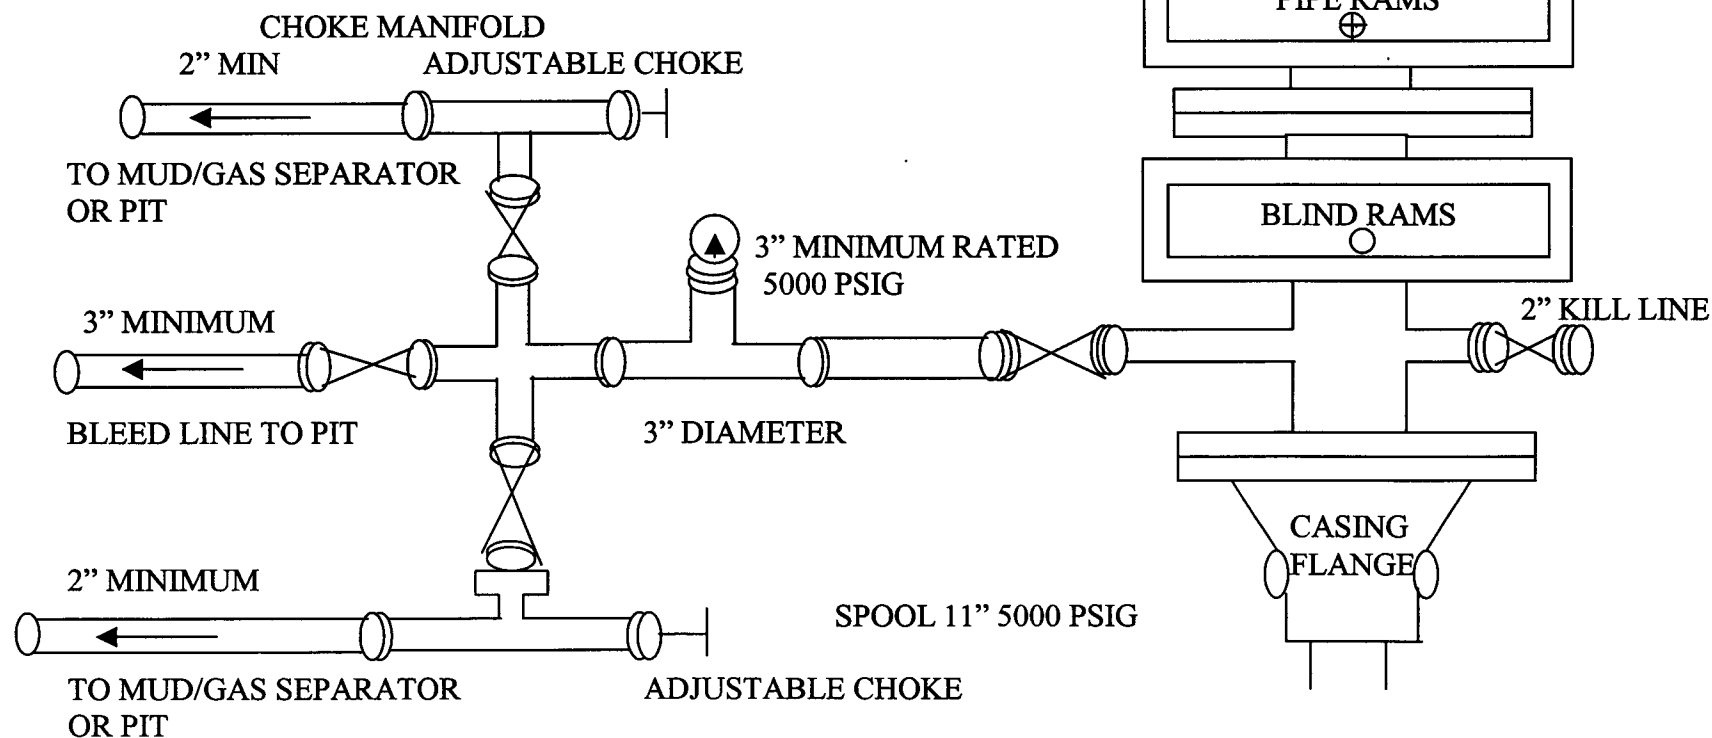 PIPE RAMS
CHOKE MANIFOLD
2” MIN
ADJUSTABLE CHOKE
TO MUD/GAS SEPARATOR
OR PIT
BLIND RAMS
3” MINIMUM RATED
5000 PSIG
2” KILL LINE
3” MINIMUM
BLEED LINE TO PIT
3” DIAMETER
CASING
FLANGE
2” MINIMUM
SPOOL 11” 5000 PSIG
TO MUD/GAS SEPARATOR
OR PIT
ADJUSTABLE CHOKE